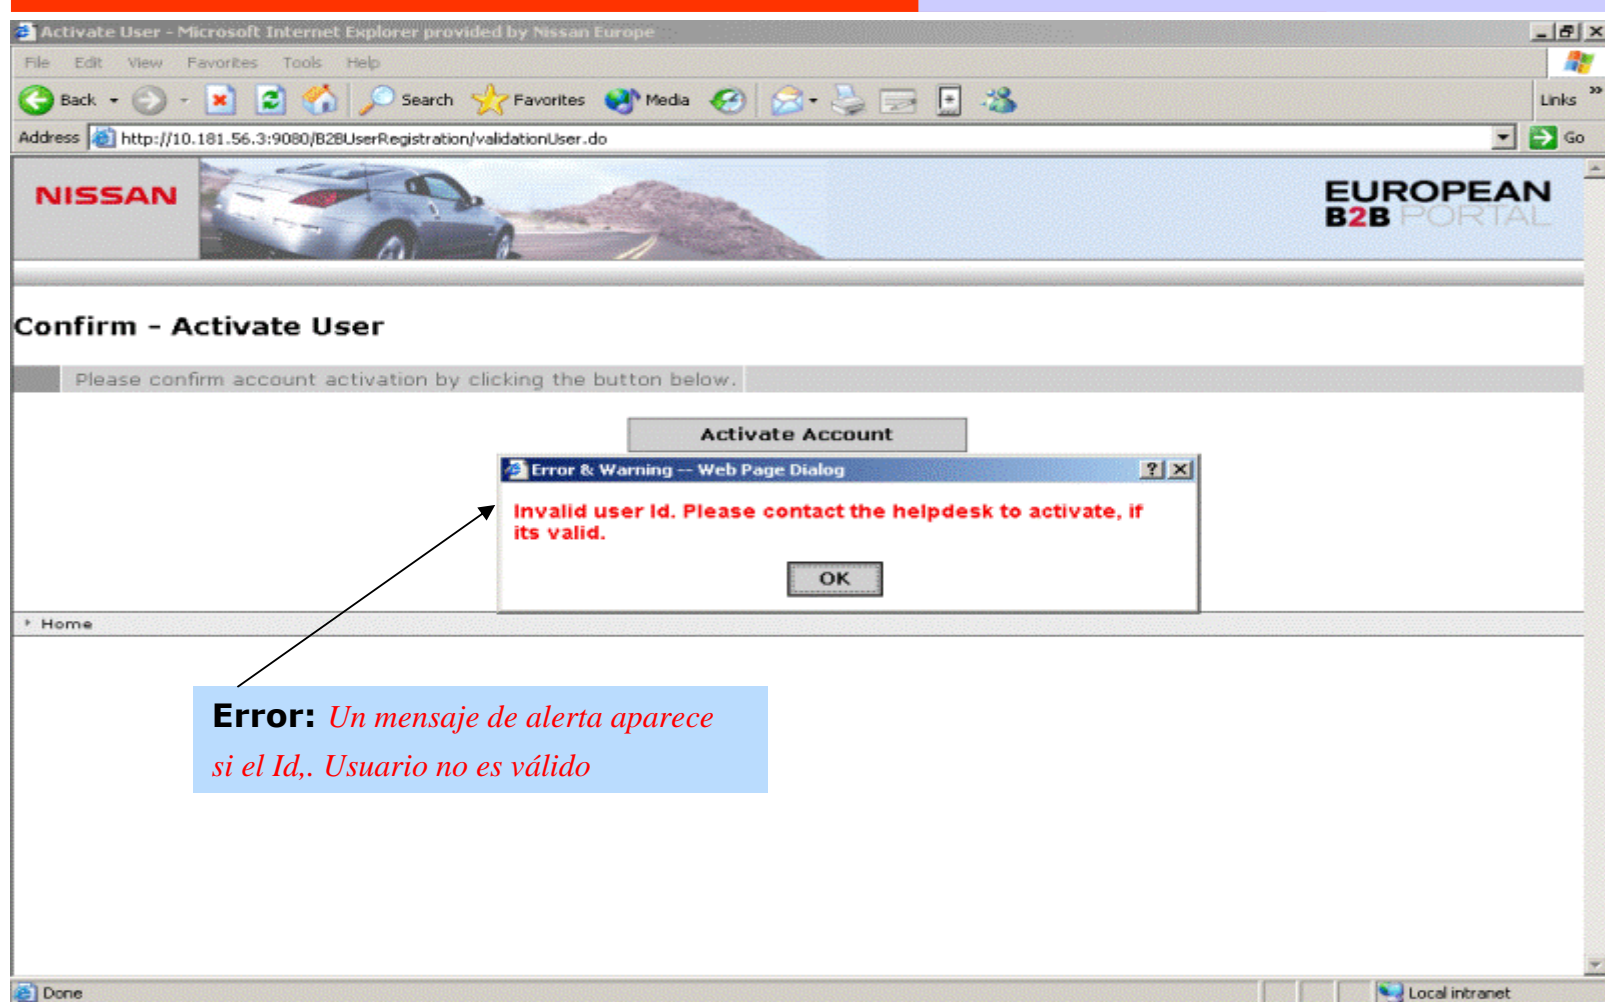 Activate User - Microsoft Internet Explorer provided by Nissan Europe
File Edit View Favorites Tools Help
Back Search Favorites Media Links »
Address http://10.181.56.3:9080/B2BUserRegistration/validationUser.do Go
NISSAN
EUROPEAN
B2B PORTAL
Confirm - Activate User
Please confirm account activation by clicking the button below.
Activate Account
Error & Warning -- Web Page Dialog
Invalid user Id. Please contact the helpdesk to activate, if
its valid.
OK
Home
Error: Un mensaje de alerta aparece
si el Id,. Usuario no es válido
Done Local intranet